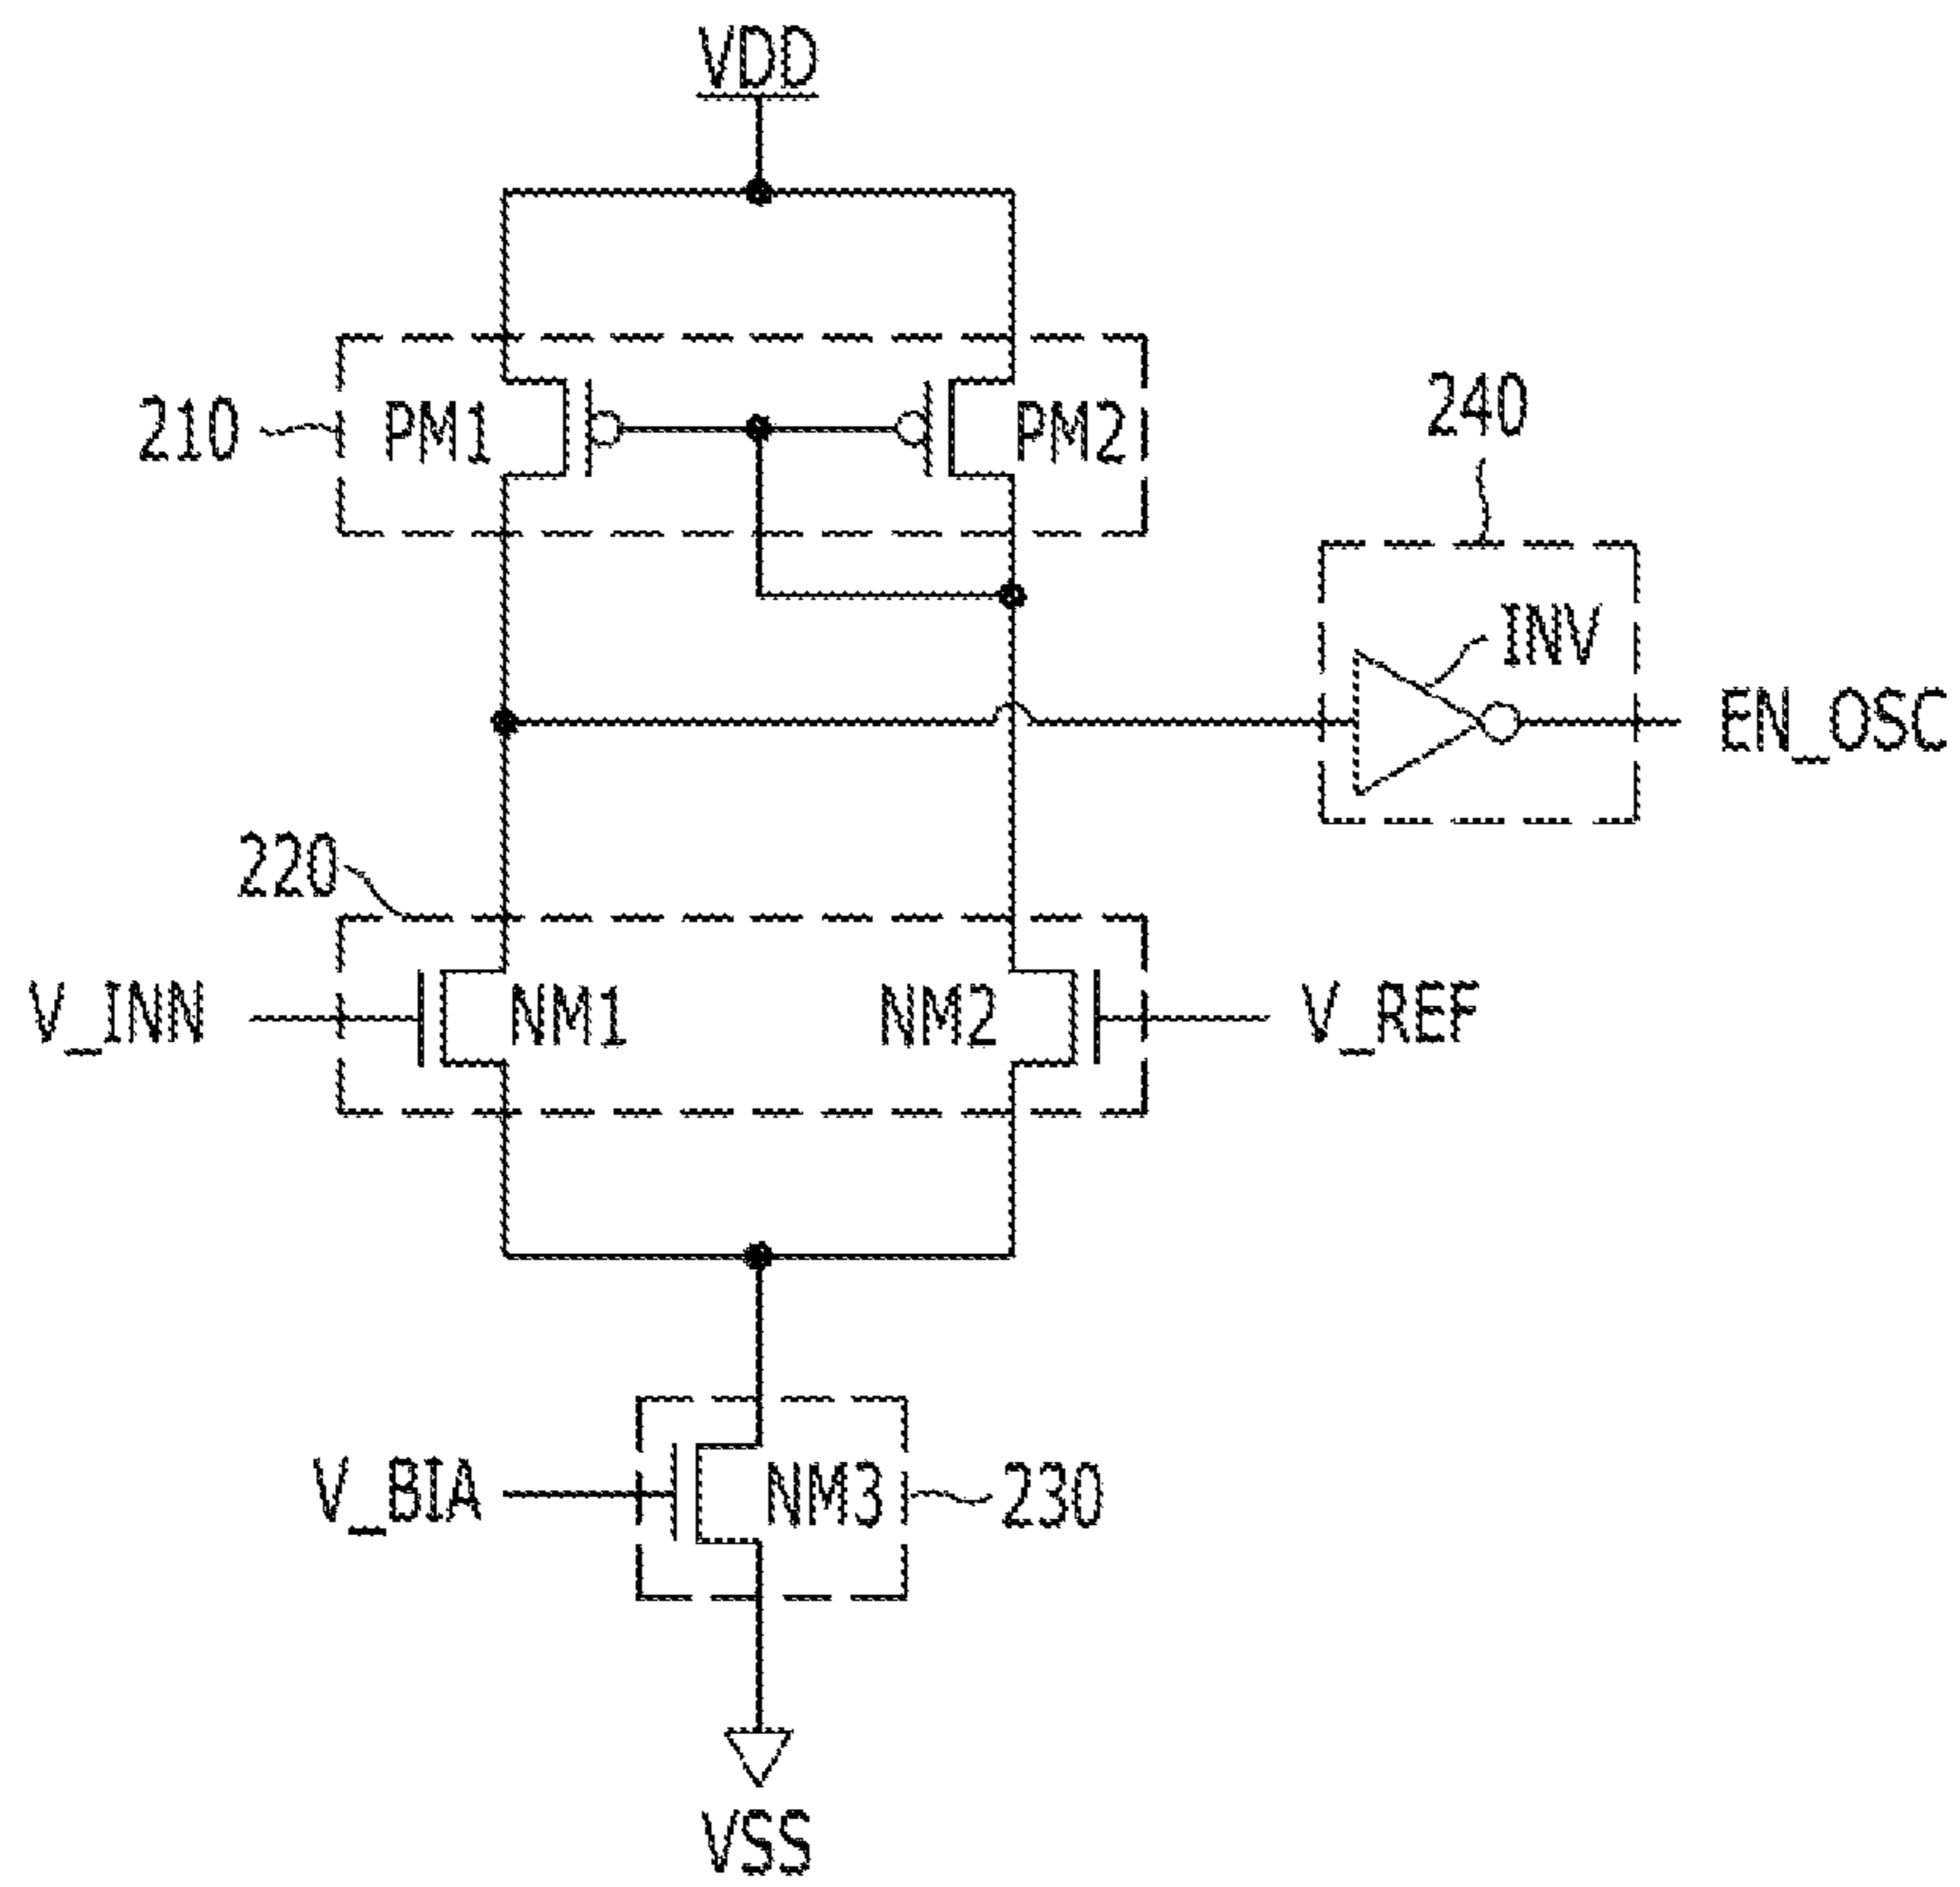 VDD
210
PM1
PM2
240
INV
EN_OSC
220
V_INN
NM1
NM2
V_REF
V_BIA
NM3
230
VSS